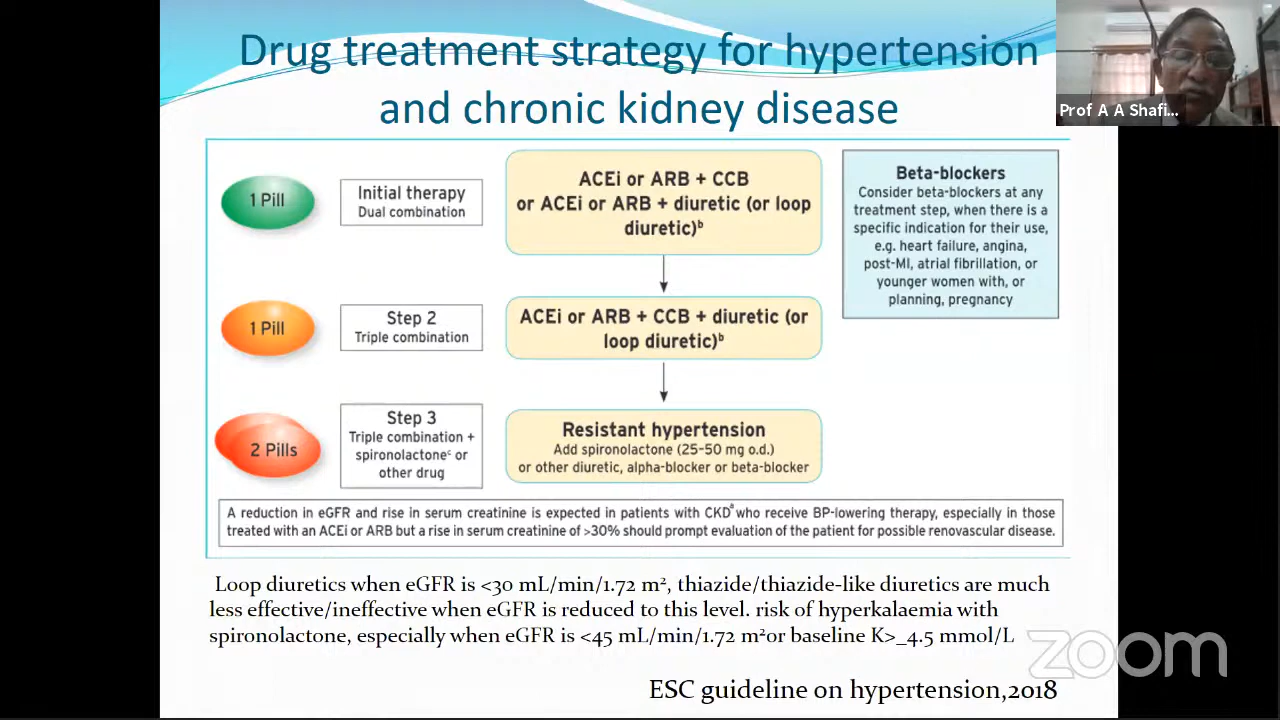 Drug treatment strategy for hypertension
and chronic kidney disease
Prof A A Shafi...
1 Pill
Initial therapy
Dual combination
ACEi or ARB + CCB
or ACEi or ARB + diuretic (or loop
diuretic)ᵇ
Beta-blockers
Consider beta-blockers at any
treatment step, when there is a
specific indication for their use,
e.g. heart failure, angina,
post-MI, atrial fibrillation, or
younger women with, or
planning, pregnancy
1 Pill
Step 2
Triple combination
ACEi or ARB + CCB + diuretic (or
loop diuretic)ᵇ
2 Pills
Step 3
Triple combination +
spironolactoneᶜ or
other drug
Resistant hypertension
Add spironolactone (25–50 mg o.d.)
or other diuretic, alpha-blocker or beta-blocker
A reduction in eGFR and rise in serum creatinine is expected in patients with CKDᵃ who receive BP-lowering therapy, especially in those
treated with an ACEi or ARB but a rise in serum creatinine of >30% should prompt evaluation of the patient for possible renovascular disease.
Loop diuretics when eGFR is <30 mL/min/1.72 m², thiazide/thiazide-like diuretics are much
less effective/ineffective when eGFR is reduced to this level. risk of hyperkalaemia with
spironolactone, especially when eGFR is <45 mL/min/1.72 m²or baseline K>_4.5 mmol/L
zoom
ESC guideline on hypertension,2018